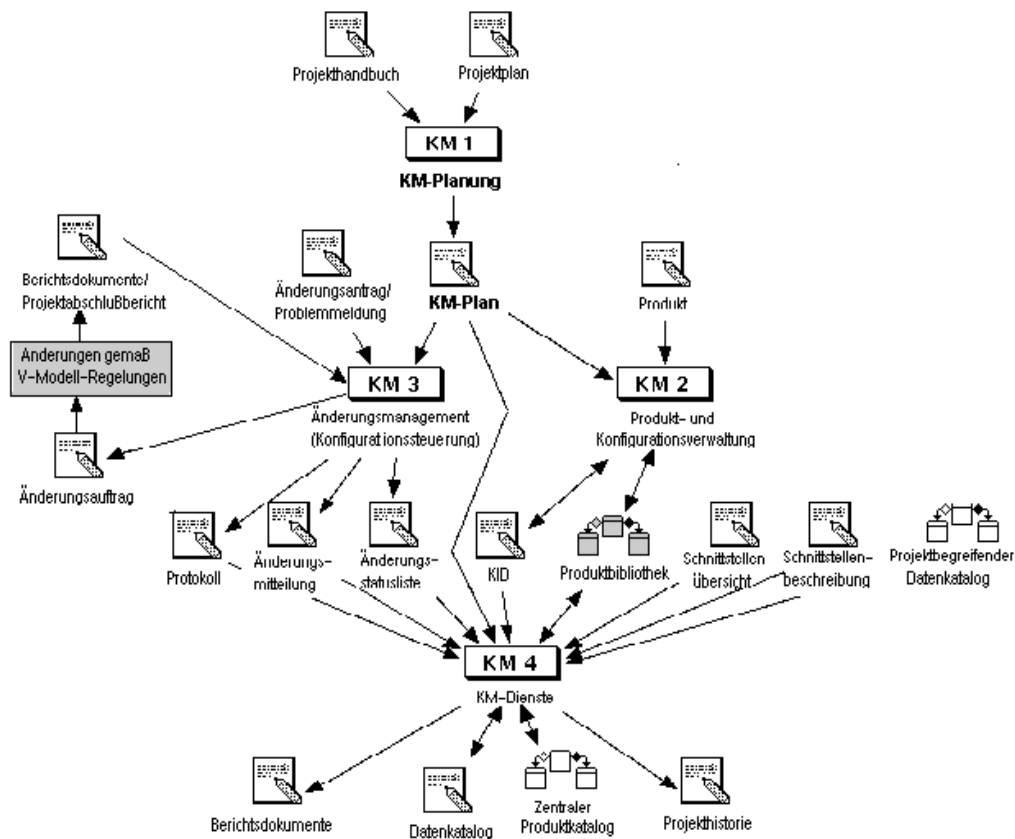 Projekthandbuch
Projektplan
KM 1
KM-Planung
Berichtsdokumente/
Projektabschlußbericht
Änderungsantrag/
Problemmeldung
KM-Plan
Produkt
Änderungen gemaß
V-Modell-Regelungen
KM 3
KM 2
Änderungsmanagement
(Konfigurationssteuerung)
Produkt- und
Konfigurationsverwaltung
Änderungsauftrag
Protokoll
Änderungs-
mitteilung
Änderungs-
statusliste
KID
Produktbibliothek
Schnittstellen
übersicht
Schnittstellen-
beschreibung
Projektbegreifender
Datenkatalog
KM 4
KM-Dienste
Berichtsdokumente
Datenkatalog
Zentraler
Produktkatalog
Projekthistorie